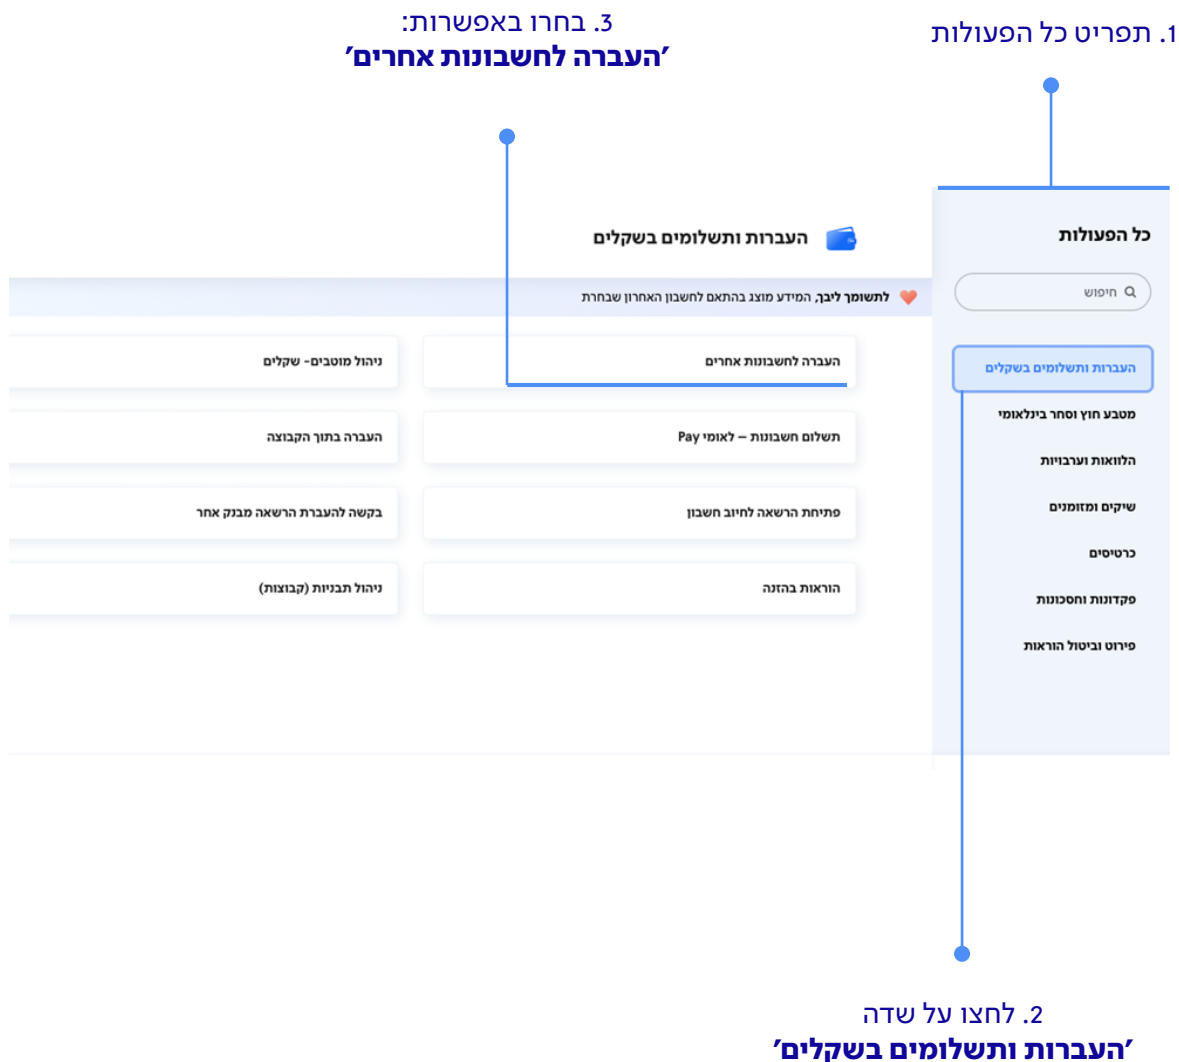 1. תפריט כל הפעולות
3. בחרו באפשרות:
'העברה לחשבונות אחרים'
כל הפעולות
חיפוש
העברות ותשלומים בשקלים
מטבע חוץ וסחר בינלאומי
הלוואות וערבויות
שיקים ומזומנים
כרטיסים
פקדונות וחסכונות
פירוט וביטול הוראות
העברות ותשלומים בשקלים
לתשומך ליבך, המידע מוצג בהתאם לחשבון האחרון שבחרת
העברה לחשבונות אחרים
ניהול מוטבים- שקלים
תשלום חשבונות – לאומי Pay
העברה בתוך הקבוצה
פתיחת הרשאה לחיוב חשבון
בקשה להעברת הרשאה מבנק אחר
הוראות בהזנה
ניהול תבניות (קבוצות)
2. לחצו על שדה
'העברות ותשלומים בשקלים'